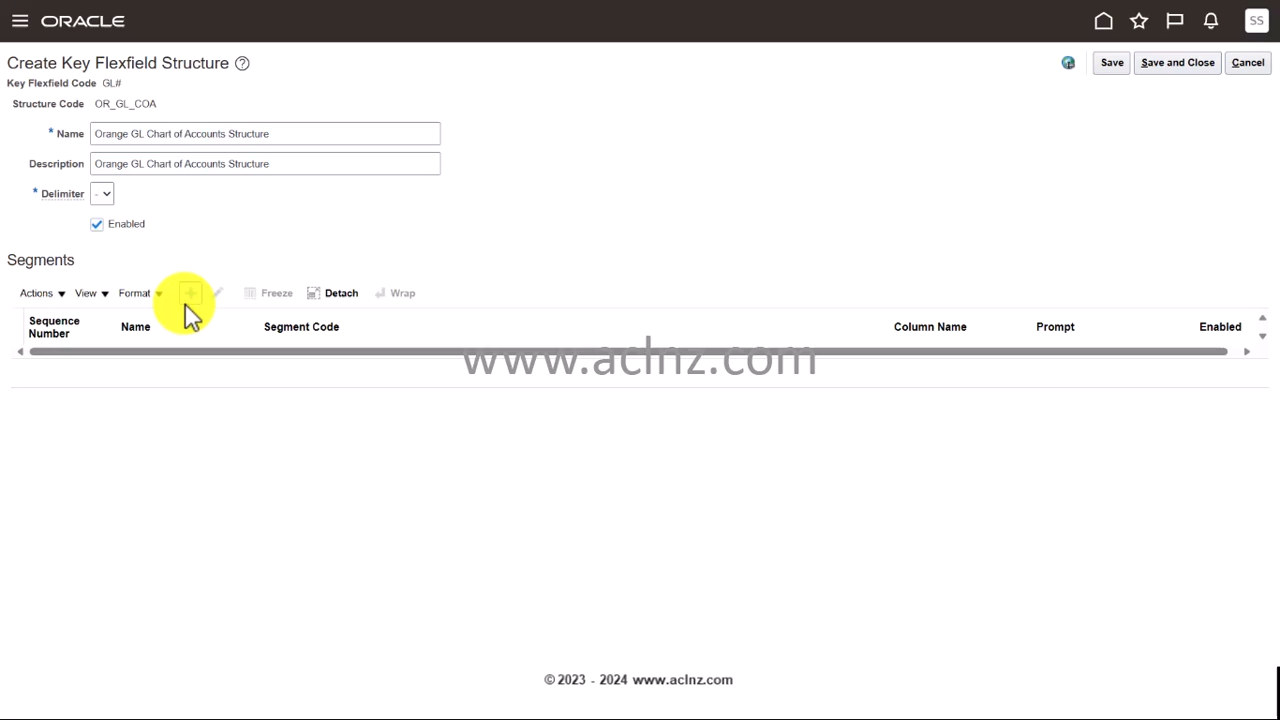 ORACLE
SS
Create Key Flexfield Structure ?
Save
Save and Close
Cancel
Key Flexfield Code GL#
Structure Code OR_GL_COA
* Name Orange GL Chart of Accounts Structure
Description Orange GL Chart of Accounts Structure
* Delimiter -
Enabled
Segments
Actions View Format Freeze Detach Wrap
Sequence Number Name Segment Code Column Name Prompt Enabled
www.aclnz.com
© 2023 - 2024 www.aclnz.com